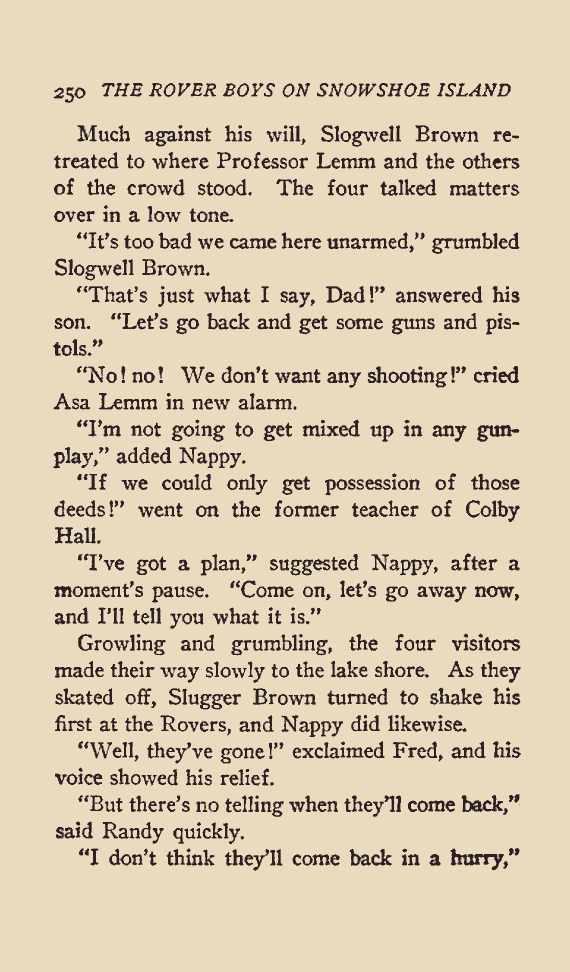 250 THE ROVER BOYS ON SNOWSHOE ISLAND
Much against his will, Slogwell Brown re-
treated to where Professor Lemm and the others
of the crowd stood. The four talked matters
over in a low tone.
“It's too bad we came here unarmed,” grumbled
Slogwell Brown.
“That's just what I say, Dad!” answered his
son. “Let's go back and get some guns and pis-
tols.”
“No! no! We don't want any shooting!” cried
Asa Lemm in new alarm.
“I'm not going to get mixed up in any gun-
play,” added Nappy.
“If we could only get possession of those
deeds!” went on the former teacher of Colby
Hall.
“I've got a plan,” suggested Nappy, after a
moment's pause. “Come on, let's go away now,
and I'll tell you what it is.”
Growling and grumbling, the four visitors
made their way slowly to the lake shore. As they
skated off, Slugger Brown turned to shake his
first at the Rovers, and Nappy did likewise.
“Well, they've gone!” exclaimed Fred, and his
voice showed his relief.
“But there's no telling when they'll come back,”
said Randy quickly.
“I don't think they'll come back in a hurry,”